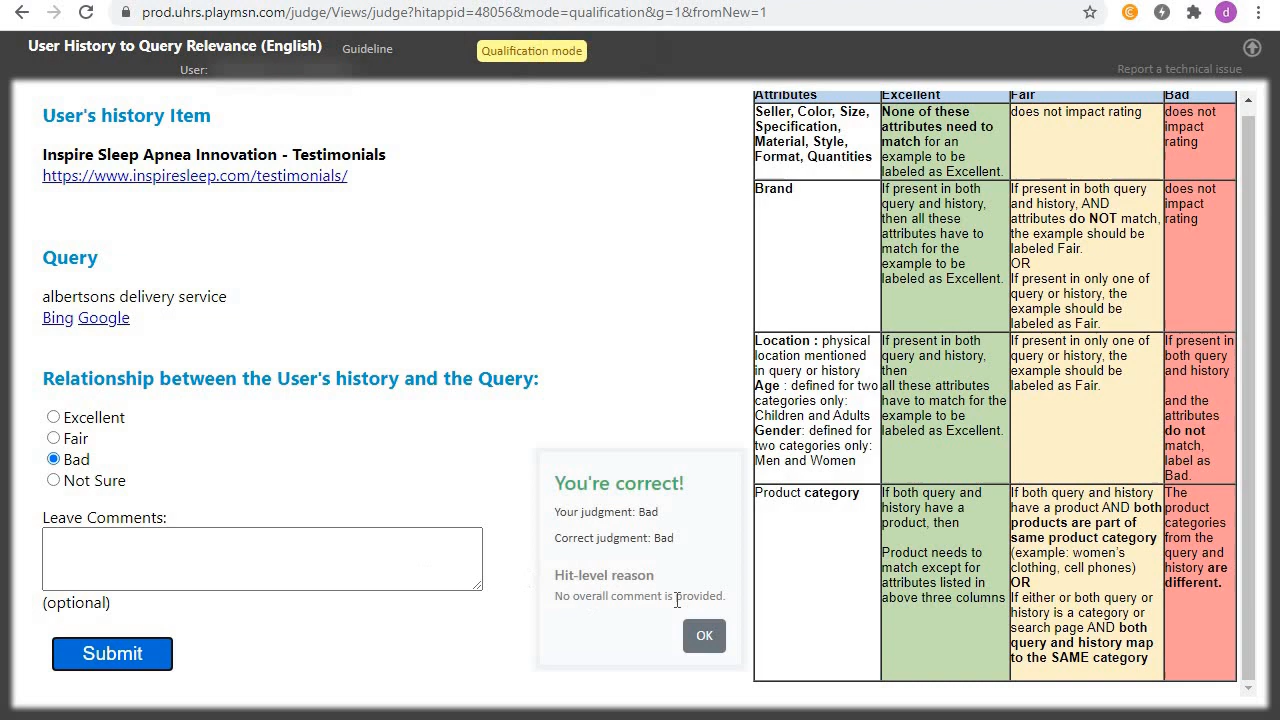 prod.uhrs.playmsn.com/judge/Views/judge?hitappid=48056&mode=qualification&g=1&fromNew=1
d
User History to Query Relevance (English)
Guideline
Qualification mode
User:
Report a technical issue
User's history Item
Inspire Sleep Apnea Innovation - Testimonials
https://www.inspiresleep.com/testimonials/
Query
albertsons delivery service
Bing Google
Relationship between the User's history and the Query:
Excellent
Fair
Bad
Not Sure
Leave Comments:
(optional)
Submit
You're correct!
Your judgment: Bad
Correct judgment: Bad
Hit-level reason
No overall comment is provided.
OK
Attributes
Excellent
Fair
Bad
Seller, Color, Size,
Specification,
Material, Style,
Format, Quantities
None of these
attributes need to
match for an
example to be
labeled as Excellent.
does not impact rating
does not
impact
rating
Brand
If present in both
query and history,
then all these
attributes have to
match for the
example to be
labeled as Excellent.
If present in both query
and history, AND
attributes do NOT match,
the example should be
labeled Fair.
OR
If present in only one of
query or history, the
example should be
labeled as Fair.
does not
impact
rating
Location : physical
location mentioned
in query or history
Age : defined for two
categories only:
Children and Adults
Gender: defined for
two categories only:
Men and Women
If present in both
query and history,
then
all these attributes
have to match for the
example to be
labeled as Excellent.
If present in only one of
query or history, the
example should be
labeled as Fair.
If present in
both query
and history
and the
attributes
do not
match,
label as
Bad.
Product category
If both query and
history have a
product, then
Product needs to
match except for
attributes listed in
above three columns
If both query and history
have a product AND both
products are part of
same product category
(example: women's
clothing, cell phones)
OR
If either or both query or
history is a category or
search page AND both
query and history map
to the SAME category
The
product
categories
from the
query and
history are
different.